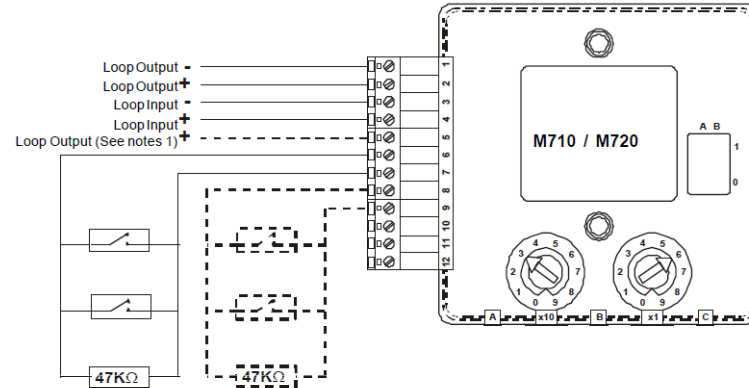 Loop Output -
Loop Output +
Loop Input -
Loop Input +
Loop Output (See notes 1) +
1
2
3
4
5
6
7
8
9
10
11
12
M710 / M720
A B
1
0
0 1 2 3 4 5 6 7 8 9
0 1 2 3 4 5 6 7 8 9
A x10 B x1 C
47KΩ 47KΩ